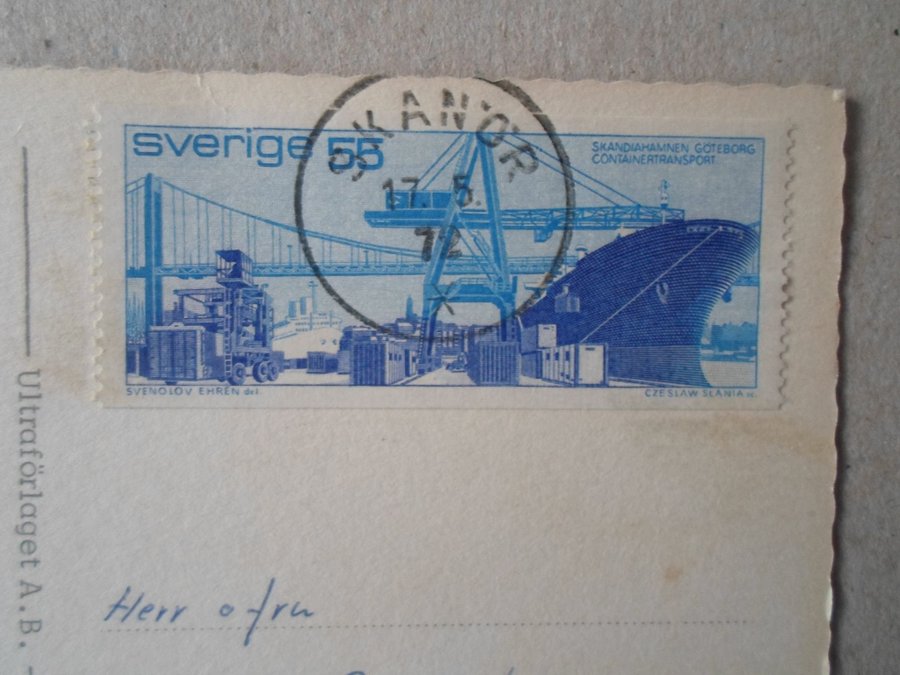 sverige 55
SKANÖR
17.5.
72
SKANDIAHAMNEN GÖTEBORG
CONTAINERTRANSPORT
SVENOLOV EHRÉN del.
CZESLAW SLANIA sc.
Ultraförlaget A.B. -
Herr o fru